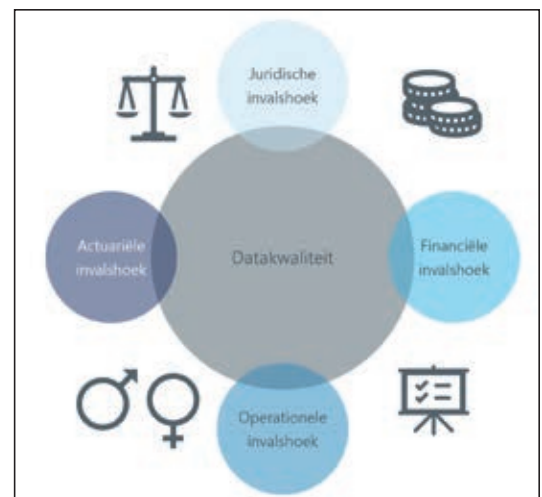 Juridische
invalshoek
Actuariële
invalshoek
Datakwaliteit
Financiële
invalshoek
Operationele
invalshoek